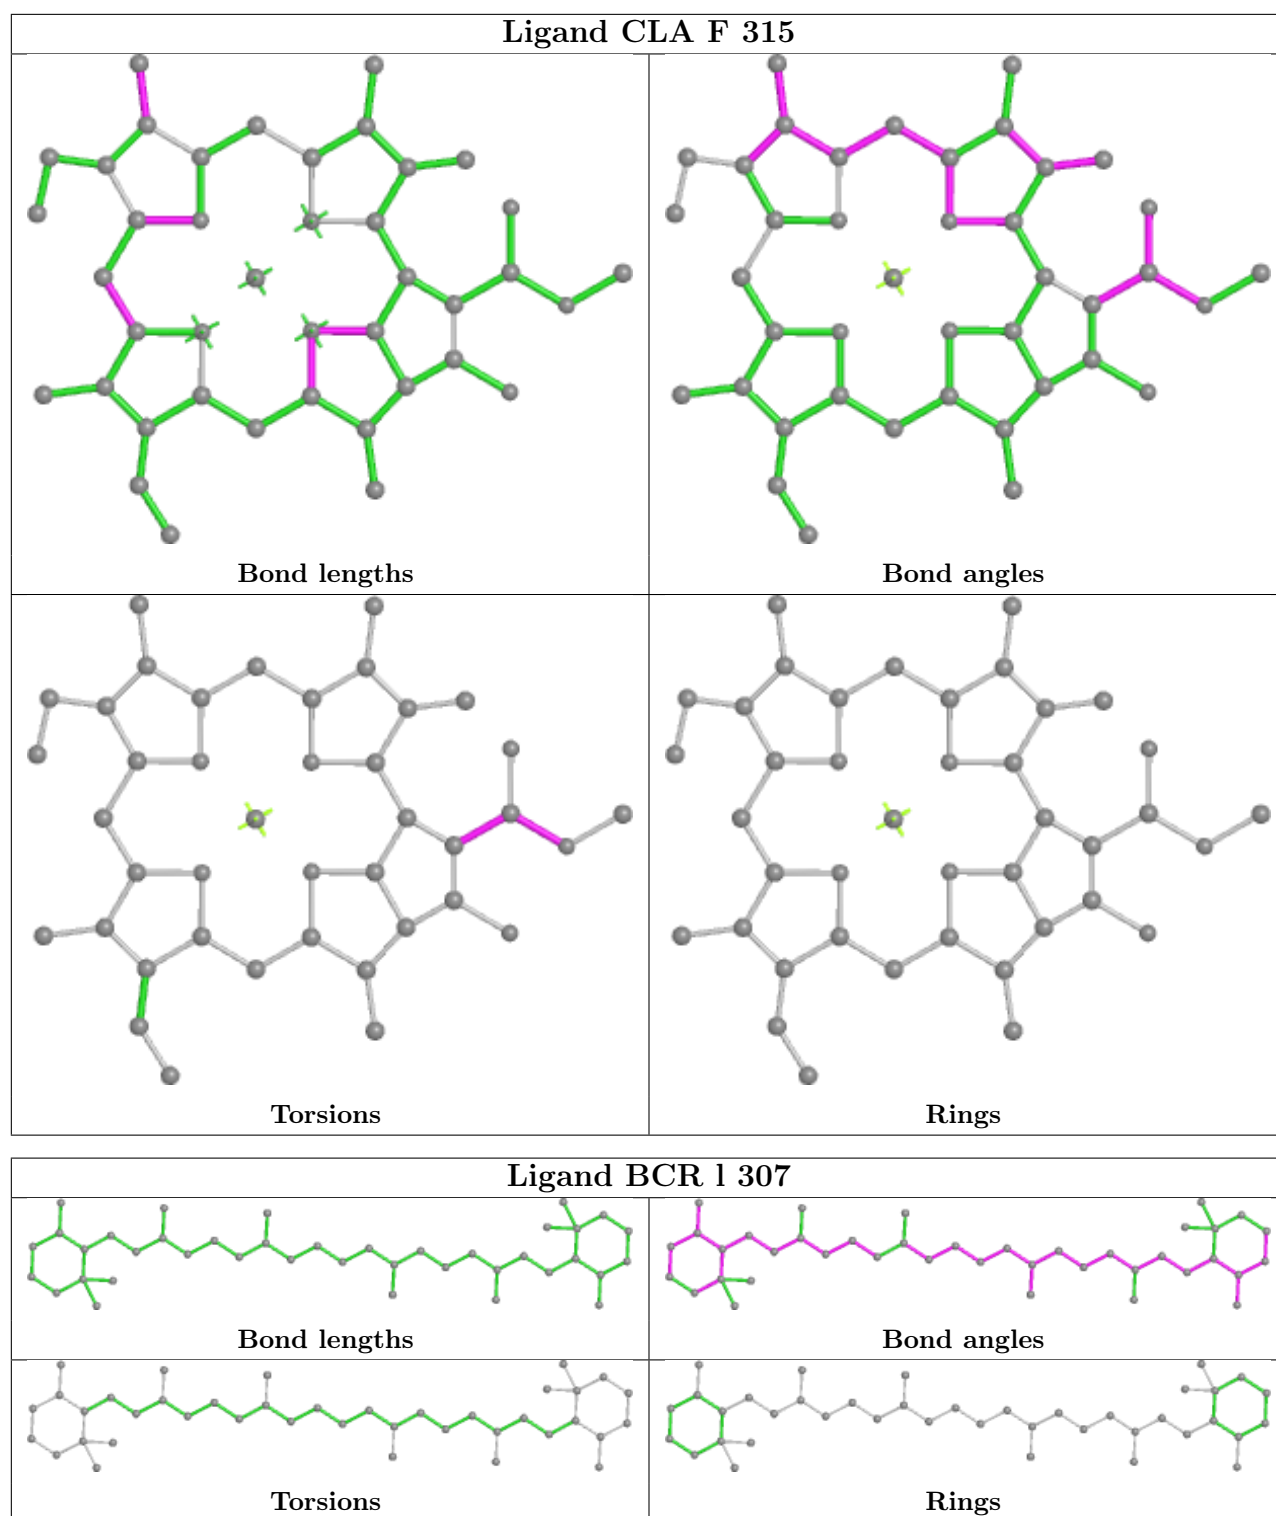 Ligand CLA F 315
Bond lengths
Bond angles
Torsions
Rings
Ligand BCR l 307
Bond lengths
Bond angles
Torsions
Rings